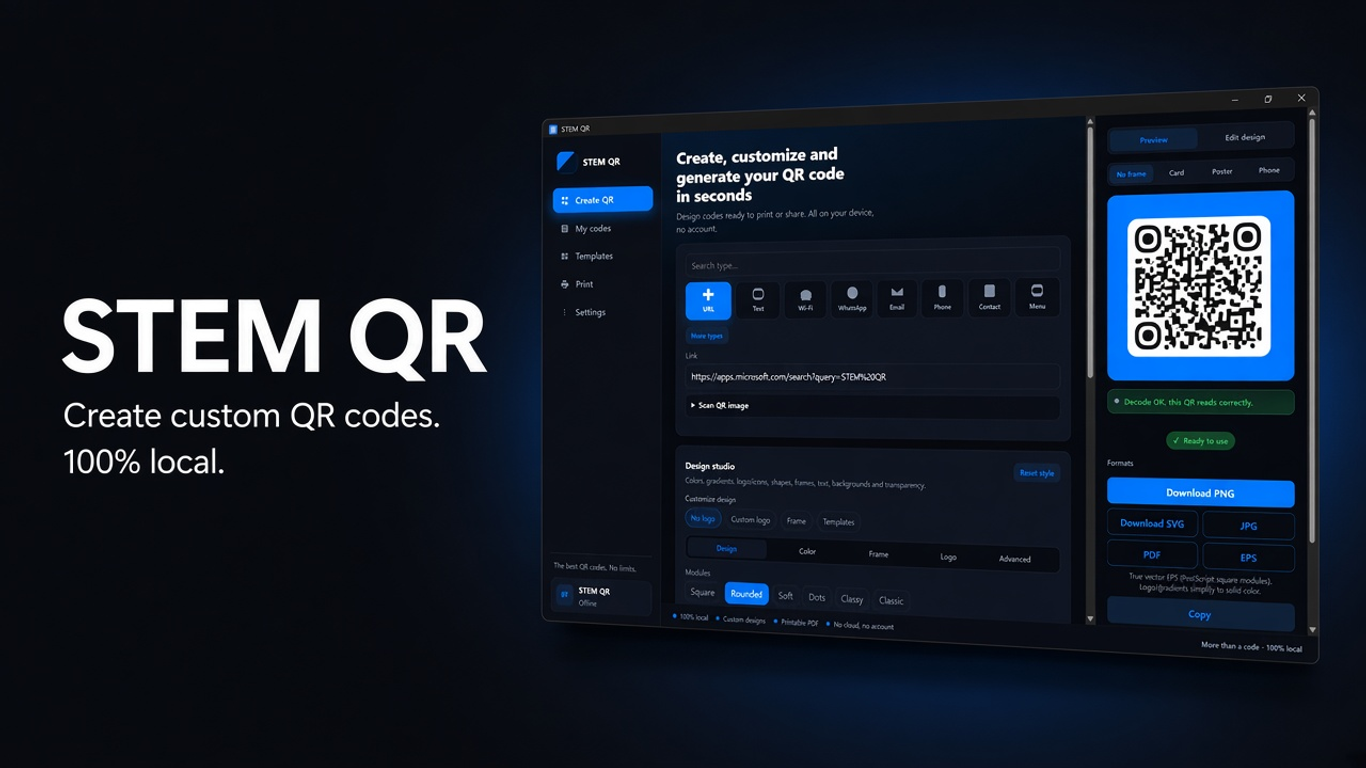 STEM QR
Create custom QR codes.
100% local.
STEM QR
STEM QR
Create QR
My codes
Templates
Print
Settings
The best QR codes. No limits.
ST
STEM QR
Offline
Create, customize and
generate your QR code
in seconds
Design codes ready to print or share. All on your device,
no account.
Search type...
URL
Text
Wi-Fi
WhatsApp
Email
Phone
Contact
Menu
More types
Link
https://apps.microsoft.com/search?query=STEM%20QR
▸ Scan QR image
Design studio
Reset style
Colors, gradients, logo/icons, shapes, frames, text, backgrounds and transparency.
Customize design
No logo
Custom logo
Frame
Templates
Design
Color
Frame
Logo
Advanced
Modules
Square
Rounded
Soft
Dots
Classy
Classic
100% local
Custom designs
Printable PDF
No cloud, no account
Preview
Edit design
No frame
Card
Poster
Phone
Decode OK, this QR reads correctly.
✓ Ready to use
Formats
Download PNG
Download SVG
JPG
PDF
EPS
True vector EPS (PostScript square modules).
Logo/gradients simplify to solid color.
Copy
More than a code - 100% local